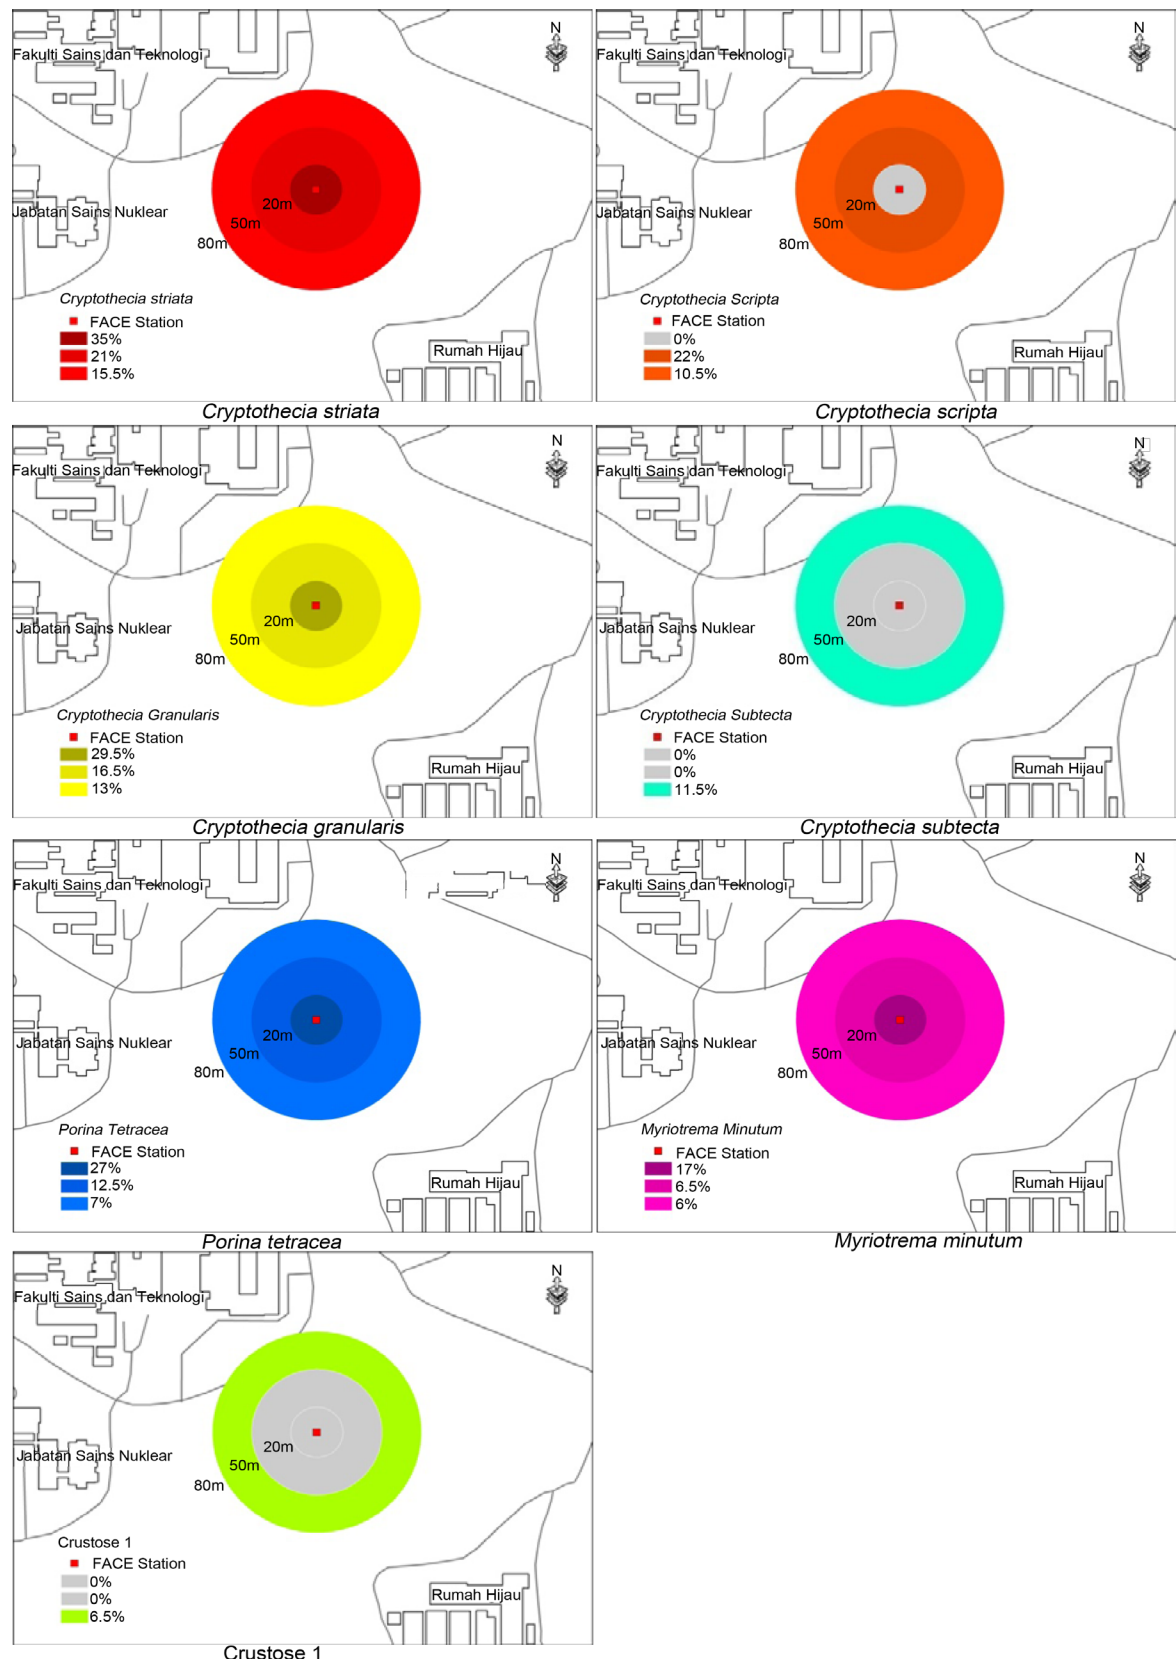 N
Fakulti Sains dan Teknologi
Jabatan Sains Nuklear
20m
50m
80m
Cryptothecia striata
FACE Station
35%
21%
15.5%
Rumah Hijau
Cryptothecia striata
N
Fakulti Sains dan Teknologi
Jabatan Sains Nuklear
20m
50m
80m
Cryptothecia Scripta
FACE Station
0%
22%
10.5%
Rumah Hijau
Cryptothecia scripta
N
Fakulti Sains dan Teknologi
Jabatan Sains Nuklear
20m
50m
80m
Cryptothecia Granularis
FACE Station
29.5%
16.5%
13%
Rumah Hijau
Cryptothecia granularis
N
Fakulti Sains dan Teknologi
Jabatan Sains Nuklear
20m
50m
80m
Cryptothecia Subtecta
FACE Station
0%
0%
11.5%
Rumah Hijau
Cryptothecia subtecta
N
Fakulti Sains dan Teknologi
Jabatan Sains Nuklear
20m
50m
80m
Porina Tetracea
FACE Station
27%
12.5%
7%
Rumah Hijau
Porina tetracea
N
Fakulti Sains dan Teknologi
Jabatan Sains Nuklear
20m
50m
80m
Myriotrema Minutum
FACE Station
17%
6.5%
6%
Rumah Hijau
Myriotrema minutum
N
Fakulti Sains dan Teknologi
Jabatan Sains Nuklear
20m
50m
80m
Crustose 1
FACE Station
0%
0%
6.5%
Rumah Hijau
Crustose 1